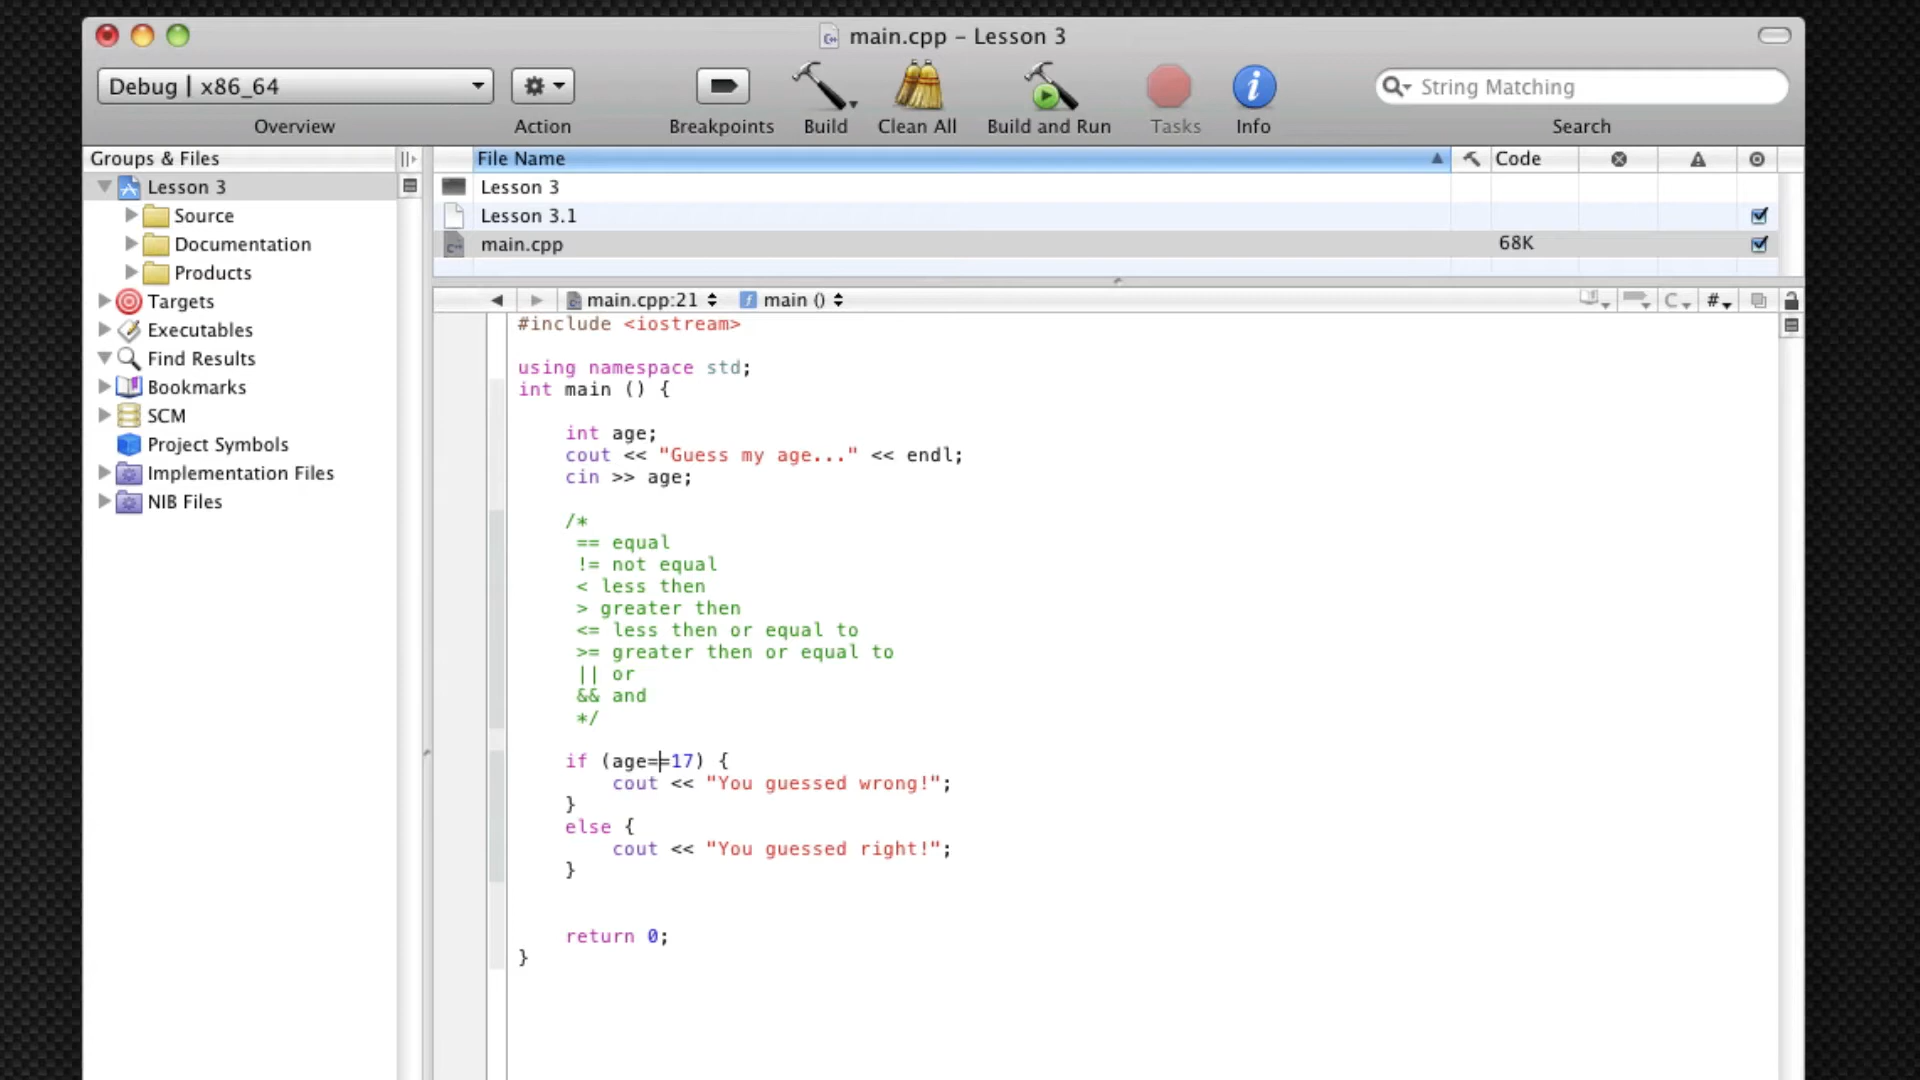 main.cpp – Lesson 3
Debug | x86_64
String Matching
Overview
Action
Breakpoints
Build
Clean All
Build and Run
Tasks
Info
Search
Groups & Files
Lesson 3
Source
Documentation
Products
Targets
Executables
Find Results
Bookmarks
SCM
Project Symbols
Implementation Files
NIB Files
File Name
Code
Lesson 3
Lesson 3.1
main.cpp
68K
main.cpp:21
main ()
#include <iostream>
using namespace std;
int main () {
int age;
cout << "Guess my age..." << endl;
cin >> age;
/*
== equal
!= not equal
< less then
> greater then
<= less then or equal to
>= greater then or equal to
|| or
&& and
*/
if (age==17) {
cout << "You guessed wrong!";
}
else {
cout << "You guessed right!";
}
return 0;
}